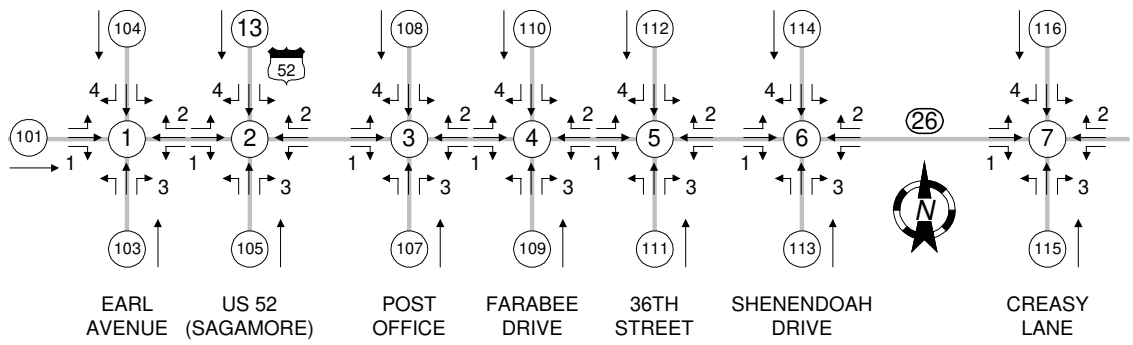 104 13 108 110 112 114 116
52
4 4 4 4 4 4 4
2 2 2 2 2 2 2
101 1 2 3 4 5 6 26 7
1 1 1 1 1 1 1
3 3 3 3 3 3 3
N
103 105 107 109 111 113 115
EARL US 52 POST FARABEE 36TH SHENENDOAH CREASY
AVENUE (SAGAMORE) OFFICE DRIVE STREET DRIVE LANE